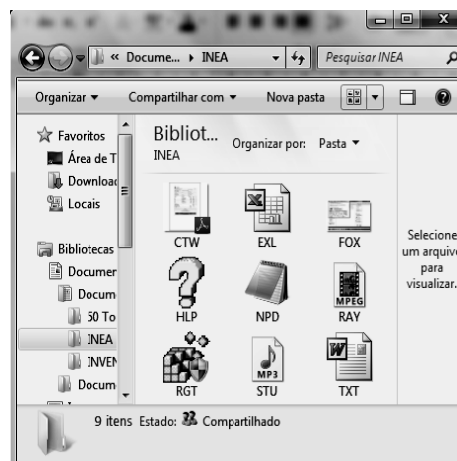 « Docume... ▸ INEA
Pesquisar INEA
Organizar ▾ Compartilhar com ▾ Nova pasta
Favoritos
Área de T
Downloac
Locais
Bibliotecas
Documer
Docum
50 To
INEA
INVEN
Docum
Bibliot...
INEA
Organizar por: Pasta ▾
CTW EXL FOX
HLP NPD RAY
RGT STU TXT
MPEG
MP3
Selecione
um arquivo
para
visualizar.
9 itens Estado: Compartilhado